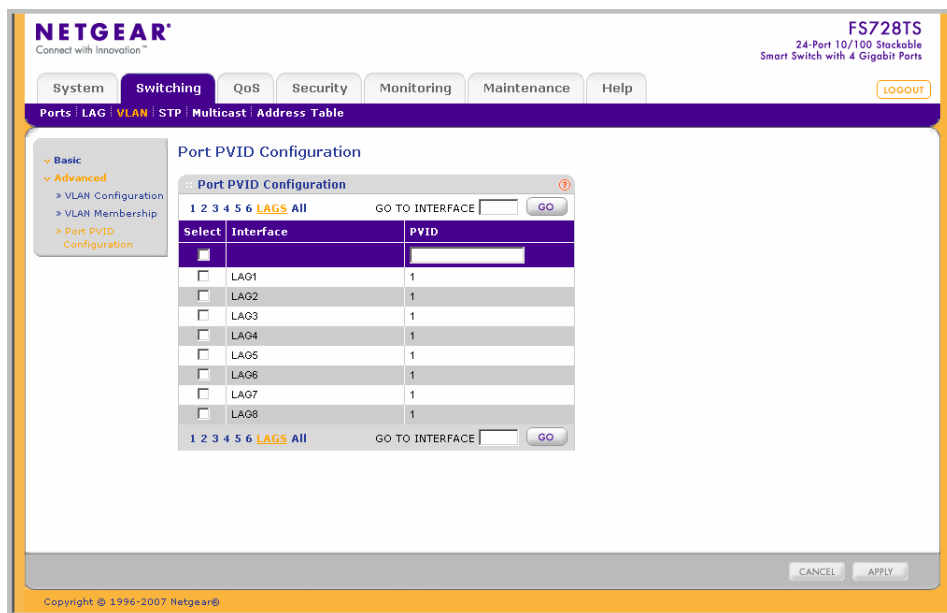 NETGEAR®
Connect with Innovation™
FS728TS
24-Port 10/100 Stackable
Smart Switch with 4 Gigabit Ports
System Switching QoS Security Monitoring Maintenance Help LOGOUT
Ports LAG VLAN STP Multicast Address Table
Basic
Advanced
» VLAN Configuration
» VLAN Membership
» Port PVID
Configuration
Port PVID Configuration
:: Port PVID Configuration ?
1 2 3 4 5 6 LAGS All GO TO INTERFACE GO
Select Interface PVID
LAG1 1
LAG2 1
LAG3 1
LAG4 1
LAG5 1
LAG6 1
LAG7 1
LAG8 1
1 2 3 4 5 6 LAGS All GO TO INTERFACE GO
CANCEL APPLY
Copyright © 1996-2007 Netgear®